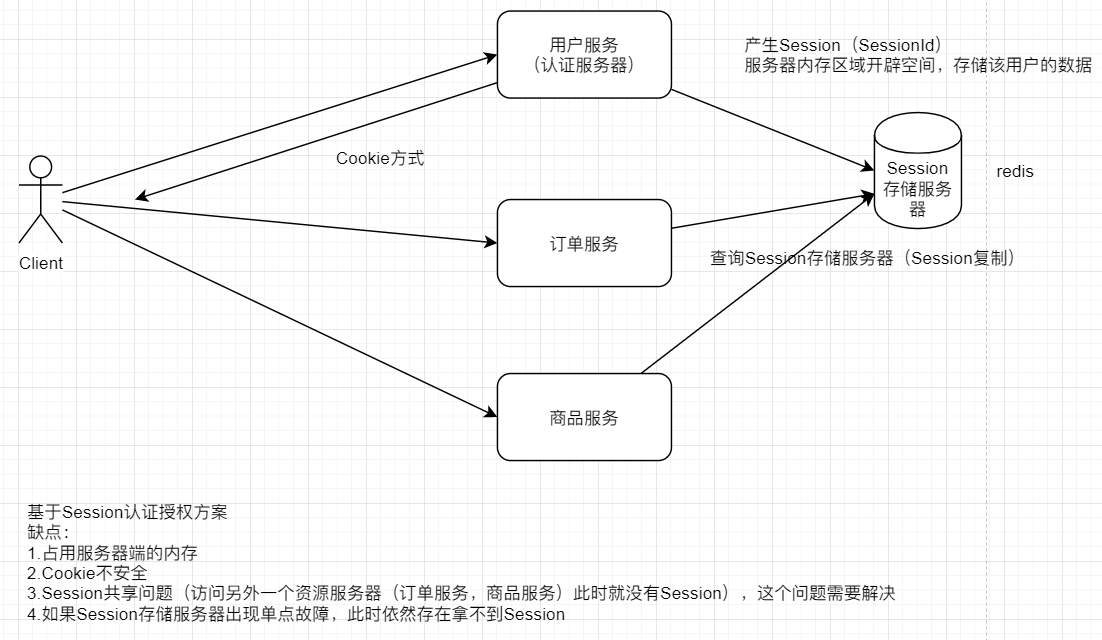 用户服务
（认证服务器）
产生Session（SessionId）
服务器内存区域开辟空间，存储该用户的数据
Cookie方式
Session
存储服务
器
redis
Client
订单服务
查询Session存储服务器（Session复制）
商品服务
基于Session认证授权方案
缺点：
1.占用服务器端的内存
2.Cookie不安全
3.Session共享问题（访问另外一个资源服务器（订单服务，商品服务）此时就没有Session），这个问题需要解决
4.如果Session存储服务器出现单点故障，此时依然存在拿不到Session